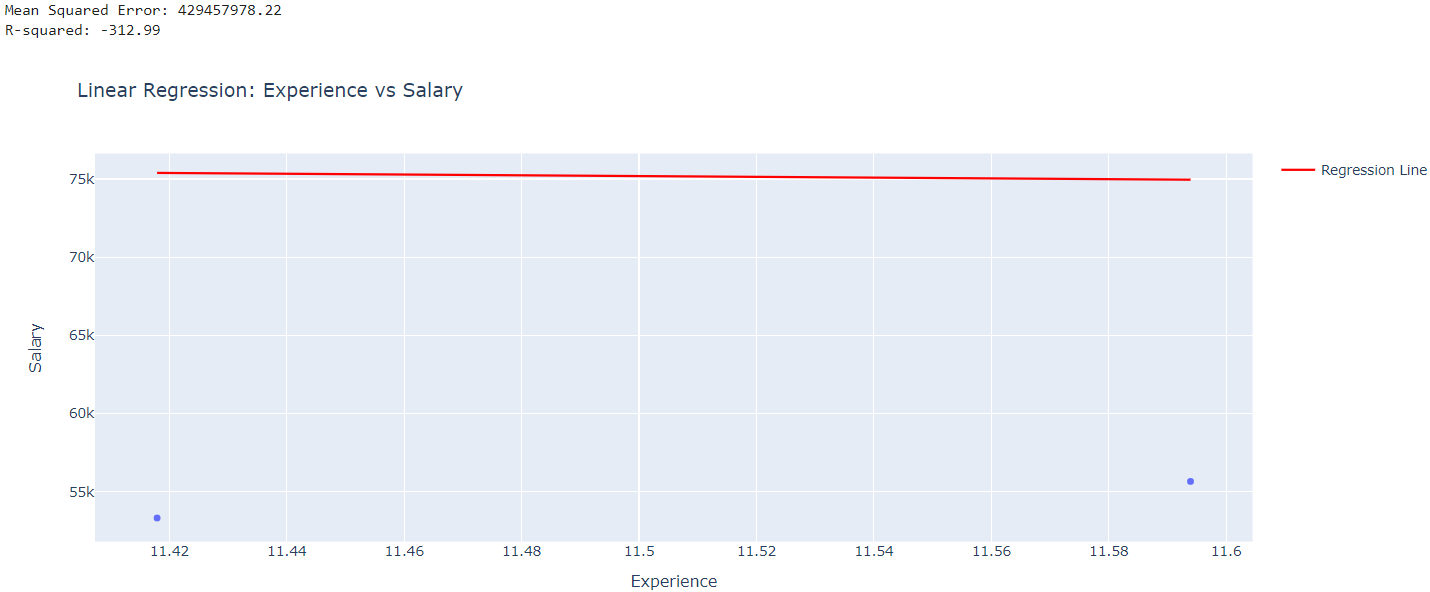 Mean Squared Error: 429457978.22
R-squared: -312.99
Linear Regression: Experience vs Salary
Regression Line
75k
70k
65k
60k
55k
Salary
11.42 11.44 11.46 11.48 11.5 11.52 11.54 11.56 11.58 11.6
Experience